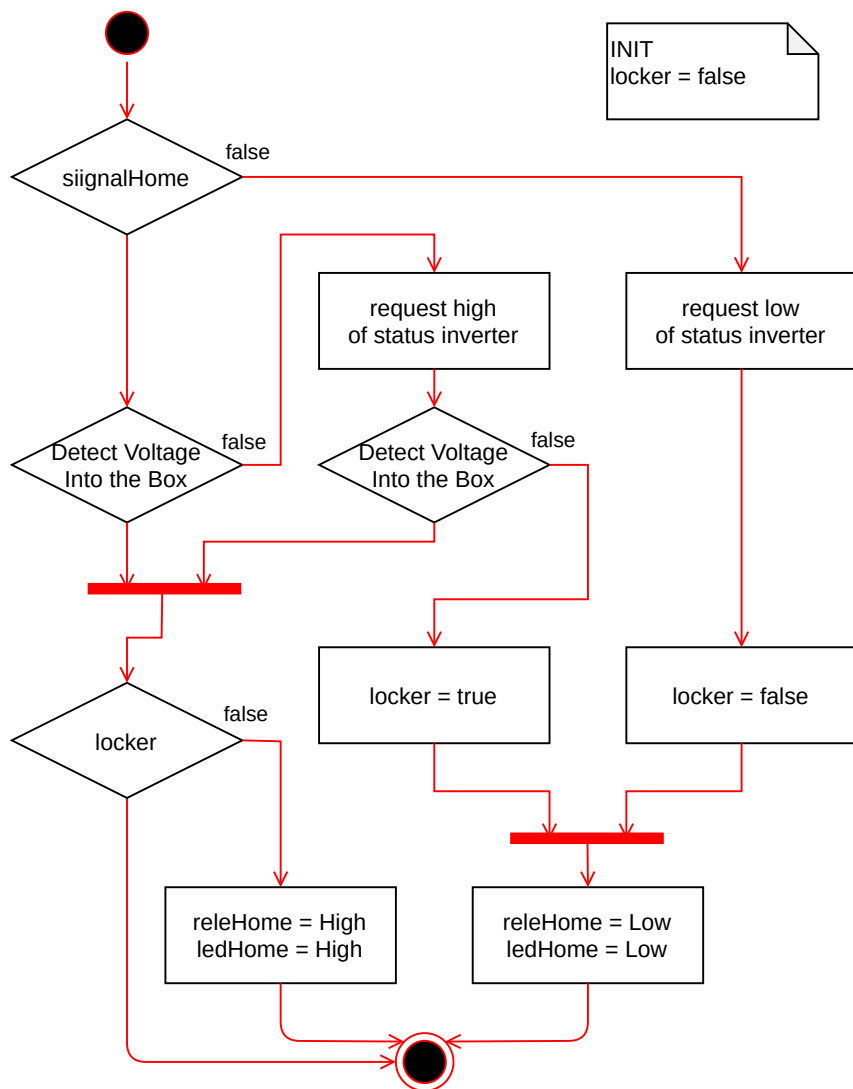 INIT
locker = false
false
siignalHome
request high
of status inverter
request low
of status inverter
false
Detect Voltage
Into the Box
false
Detect Voltage
Into the Box
locker = true
locker = false
false
locker
releHome = High
ledHome = High
releHome = Low
ledHome = Low